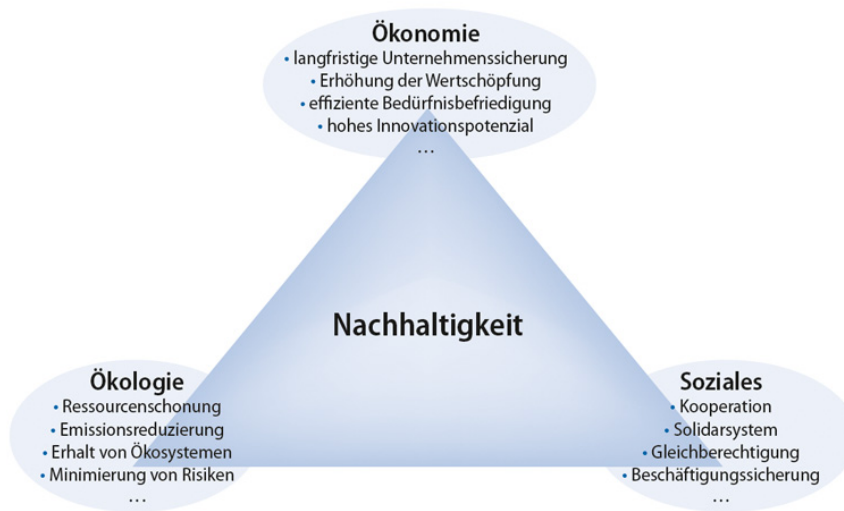 Ökonomie
• langfristige Unternehmenssicherung
• Erhöhung der Wertschöpfung
• effiziente Bedürfnisbefriedigung
• hohes Innovationspotenzial
...
Nachhaltigkeit
Ökologie
• Ressourcenschonung
• Emissionsreduzierung
• Erhalt von Ökosystemen
• Minimierung von Risiken
...
Soziales
• Kooperation
• Solidarsystem
• Gleichberechtigung
• Beschäftigungssicherung
...